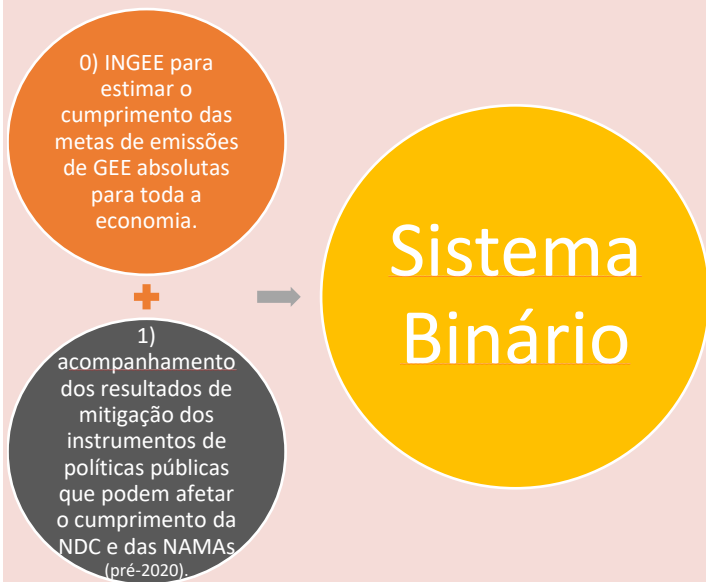 0) INGEE para
estimar o
cumprimento das
metas de emissões
de GEE absolutas
para toda a
economia.
1)
acompanhamento
dos resultados de
mitigação dos
instrumentos de
políticas públicas
que podem afetar
o cumprimento da
NDC e das NAMAs
(pré-2020).
Sistema
Binário